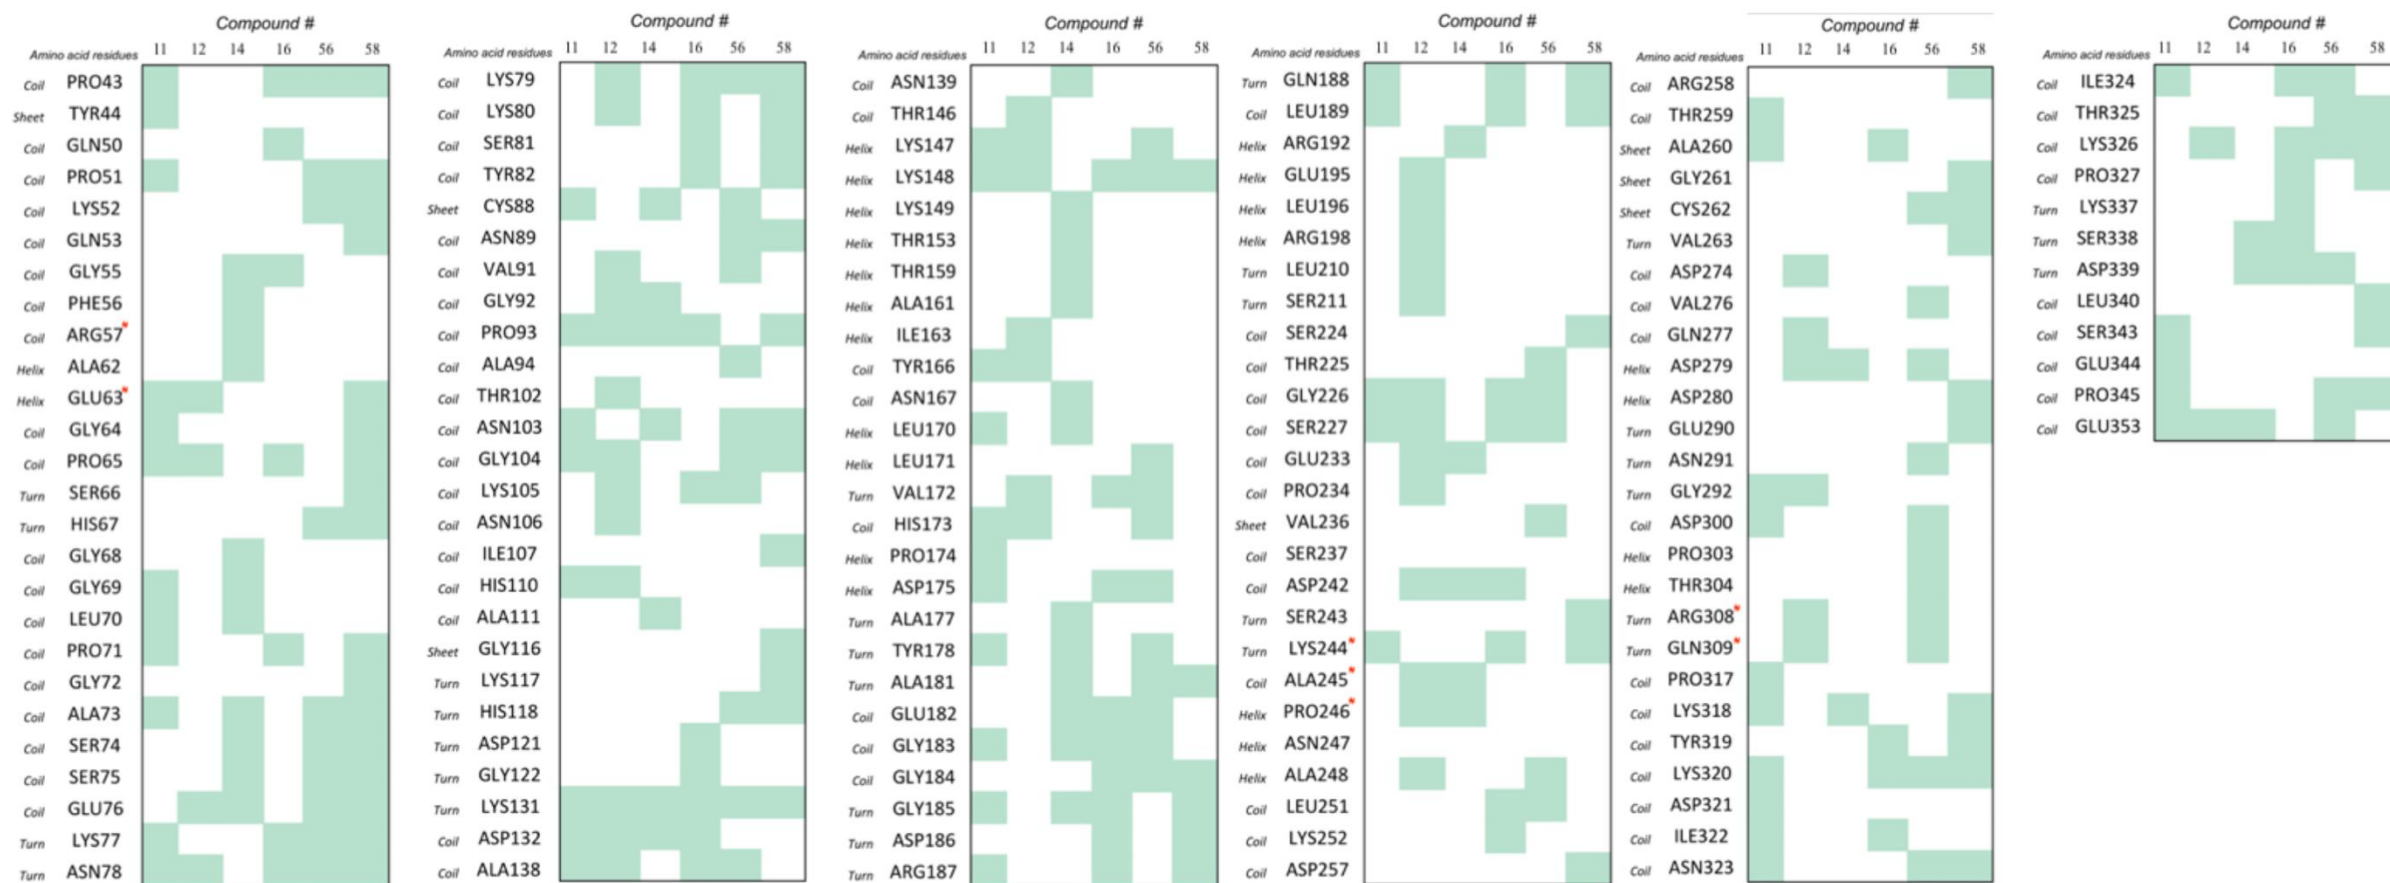 Compound #
Amino acid residues 11 12 14 16 56 58
Coil PRO43
Sheet TYR44
Coil GLN50
Coil PRO51
Coil LYS52
Coil GLN53
Coil GLY55
Coil PHE56
Coil ARG57*
Helix ALA62
Helix GLU63*
Coil GLY64
Coil PRO65
Turn SER66
Turn HIS67
Coil GLY68
Coil GLY69
Coil LEU70
Coil PRO71
Coil GLY72
Coil ALA73
Coil SER74
Coil SER75
Coil GLU76
Turn LYS77
Turn ASN78
Compound #
Amino acid residues 11 12 14 16 56 58
Coil LYS79
Coil LYS80
Coil SER81
Coil TYR82
Sheet CYS88
Coil ASN89
Coil VAL91
Coil GLY92
Coil PRO93
Coil ALA94
Coil THR102
Coil ASN103
Coil GLY104
Coil LYS105
Coil ASN106
Coil ILE107
Coil HIS110
Coil ALA111
Sheet GLY116
Turn LYS117
Turn HIS118
Turn ASP121
Turn GLY122
Turn LYS131
Coil ASP132
Coil ALA138
Compound #
Amino acid residues 11 12 14 16 56 58
Coil ASN139
Coil THR146
Helix LYS147
Helix LYS148
Helix LYS149
Helix THR153
Helix THR159
Helix ALA161
Helix ILE163
Coil TYR166
Coil ASN167
Helix LEU170
Helix LEU171
Turn VAL172
Coil HIS173
Helix PRO174
Helix ASP175
Turn ALA177
Turn TYR178
Turn ALA181
Coil GLU182
Coil GLY183
Coil GLY184
Turn GLY185
Turn ASP186
Turn ARG187
Compound #
Amino acid residues 11 12 14 16 56 58
Turn GLN188
Coil LEU189
Helix ARG192
Helix GLU195
Helix LEU196
Helix ARG198
Turn LEU210
Turn SER211
Coil SER224
Coil THR225
Coil GLY226
Coil SER227
Coil GLU233
Coil PRO234
Sheet VAL236
Coil SER237
Coil ASP242
Turn SER243
Turn LYS244*
Coil ALA245*
Helix PRO246*
Helix ASN247
Helix ALA248
Coil LEU251
Coil LYS252
Coil ASP257
Compound #
Amino acid residues 11 12 14 16 56 58
Coil ARG258
Coil THR259
Sheet ALA260
Sheet GLY261
Sheet CYS262
Turn VAL263
Coil ASP274
Coil VAL276
Coil GLN277
Helix ASP279
Helix ASP280
Turn GLU290
Turn ASN291
Turn GLY292
Coil ASP300
Helix PRO303
Helix THR304
Turn ARG308*
Turn GLN309*
Coil PRO317
Coil LYS318
Coil TYR319
Coil LYS320
Coil ASP321
Coil ILE322
Coil ASN323
Compound #
Amino acid residues 11 12 14 16 56 58
Coil ILE324
Coil THR325
Coil LYS326
Coil PRO327
Turn LYS337
Turn SER338
Turn ASP339
Coil LEU340
Coil SER343
Coil GLU344
Coil PRO345
Coil GLU353